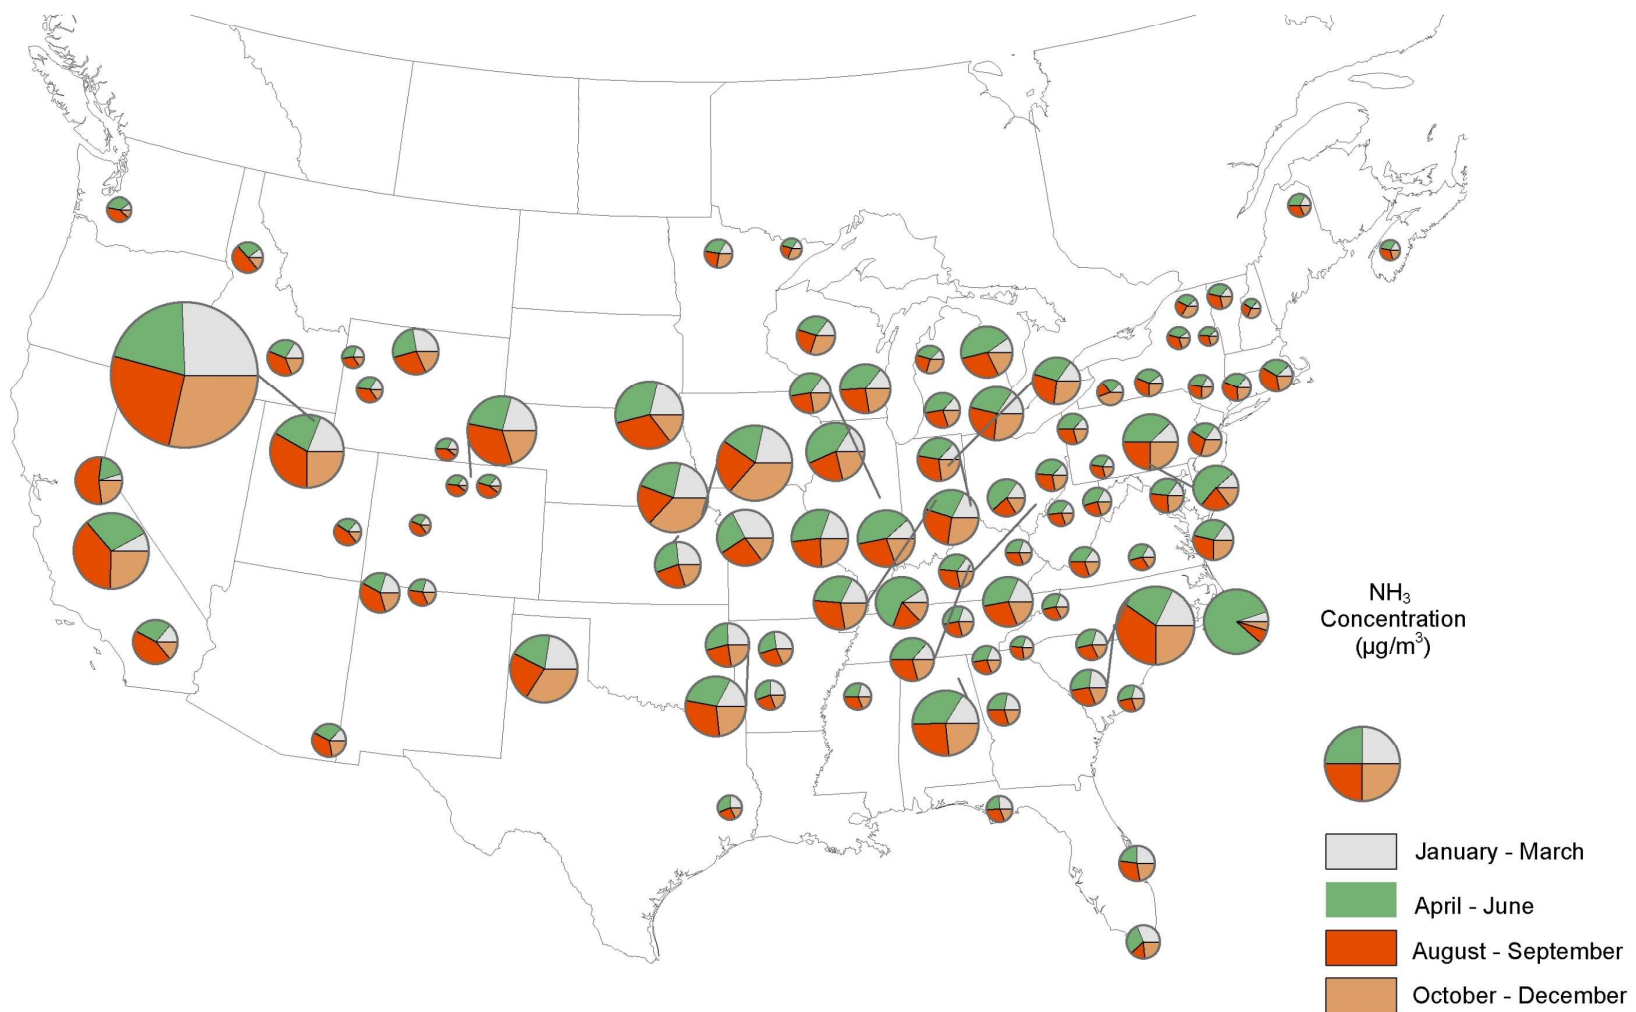 NH₃
Concentration
(µg/m³)
January - March
April - June
August - September
October - December